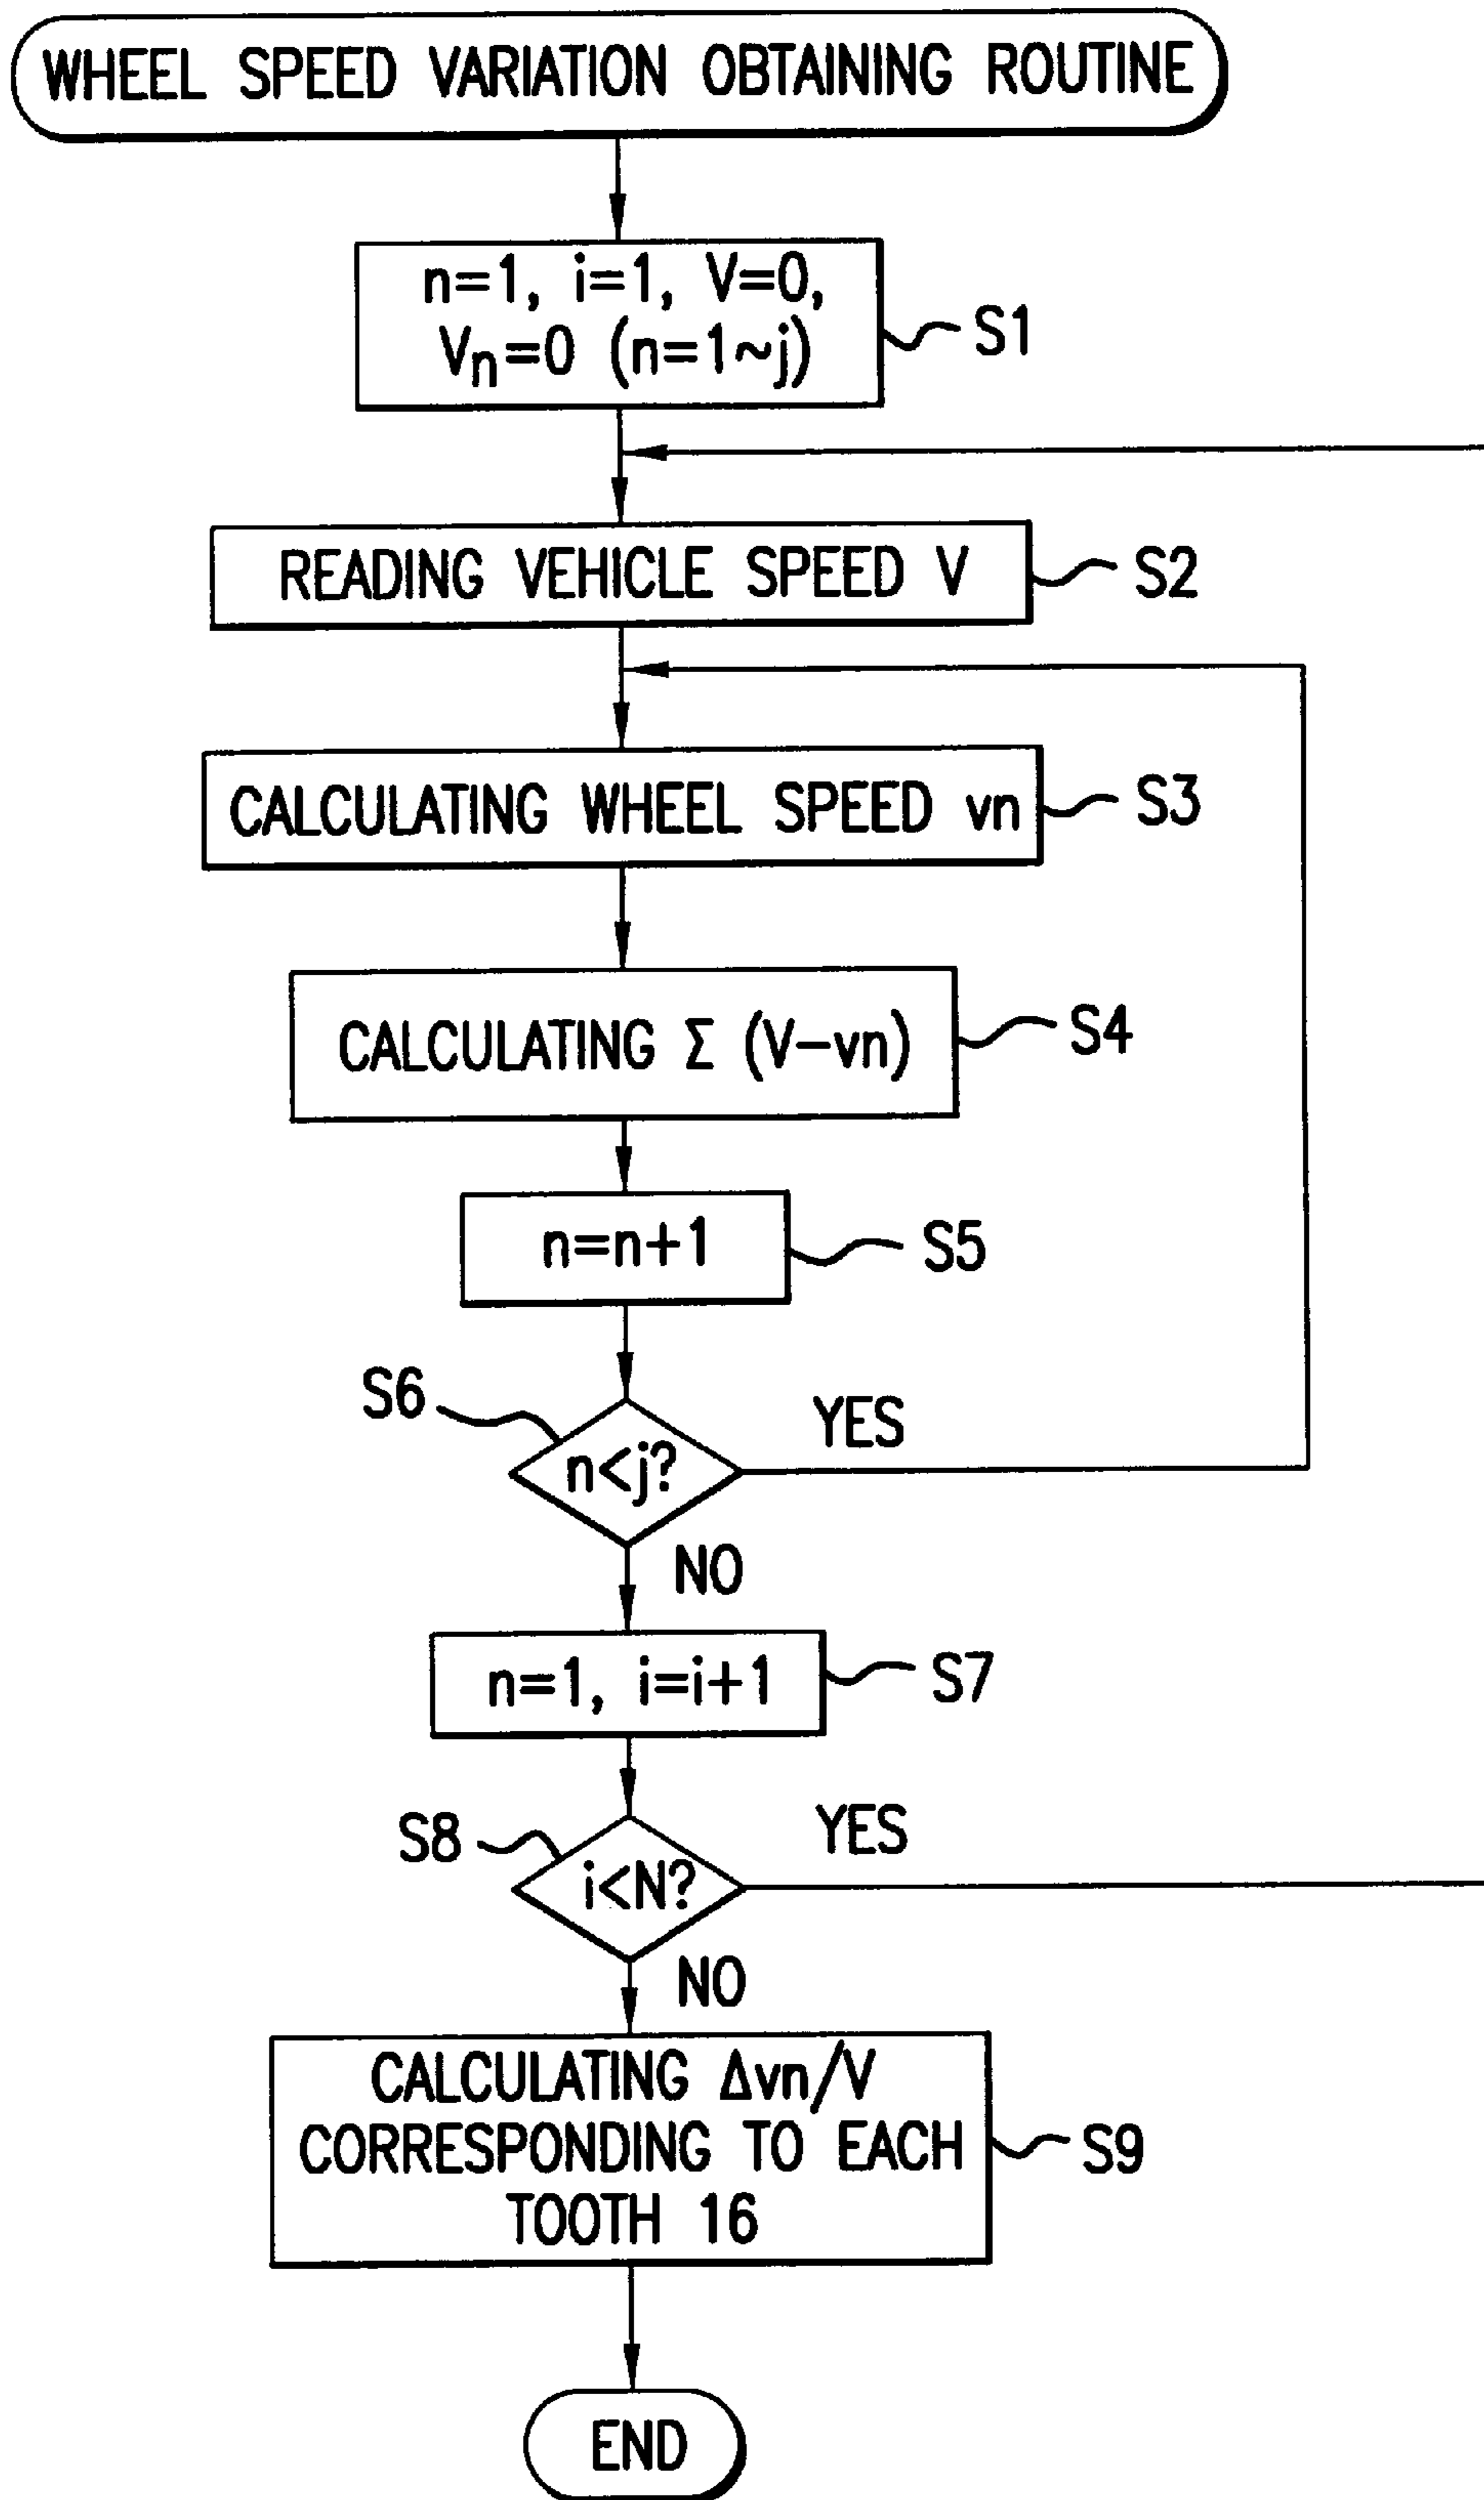 WHEEL SPEED VARIATION OBTAINING ROUTINE
n=1, i=1, V=0,
Vn=0 (n=1~j)
S1
READING VEHICLE SPEED V
S2
CALCULATING WHEEL SPEED vn
S3
CALCULATING Σ (V-vn)
S4
n=n+1
S5
S6
n<j?
YES
NO
n=1, i=i+1
S7
S8
i<N?
YES
NO
CALCULATING Δvn/V
CORRESPONDING TO EACH
TOOTH 16
S9
END